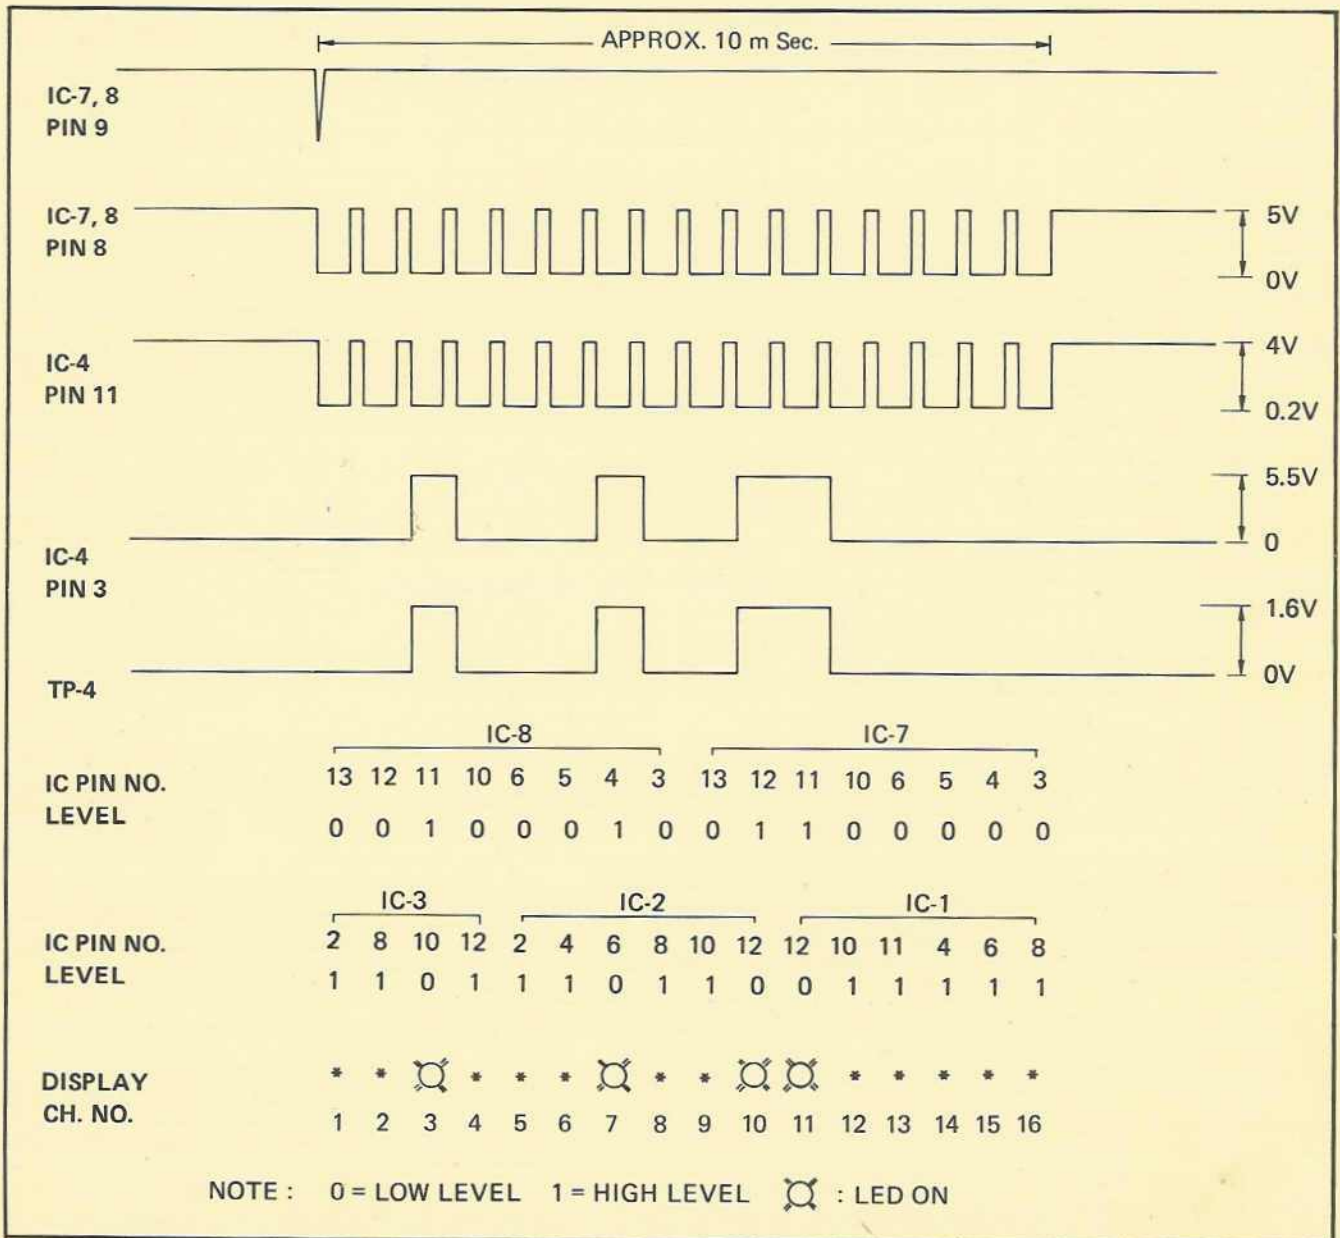 APPROX. 10 m Sec.
IC-7, 8
PIN 9
IC-7, 8
PIN 8
5V
0V
IC-4
PIN 11
4V
0.2V
5.5V
0
IC-4
PIN 3
1.6V
0V
TP-4
IC-8 IC-7
IC PIN NO. 13 12 11 10 6 5 4 3 13 12 11 10 6 5 4 3
LEVEL 0 0 1 0 0 0 1 0 0 1 1 0 0 0 0 0
IC-3 IC-2 IC-1
IC PIN NO. 2 8 10 12 2 4 6 8 10 12 12 10 11 4 6 8
LEVEL 1 1 0 1 1 1 0 1 1 0 0 1 1 1 1 1
DISPLAY * * * * * * * * * * * *
CH. NO. 1 2 3 4 5 6 7 8 9 10 11 12 13 14 15 16
NOTE : 0 = LOW LEVEL 1 = HIGH LEVEL : LED ON